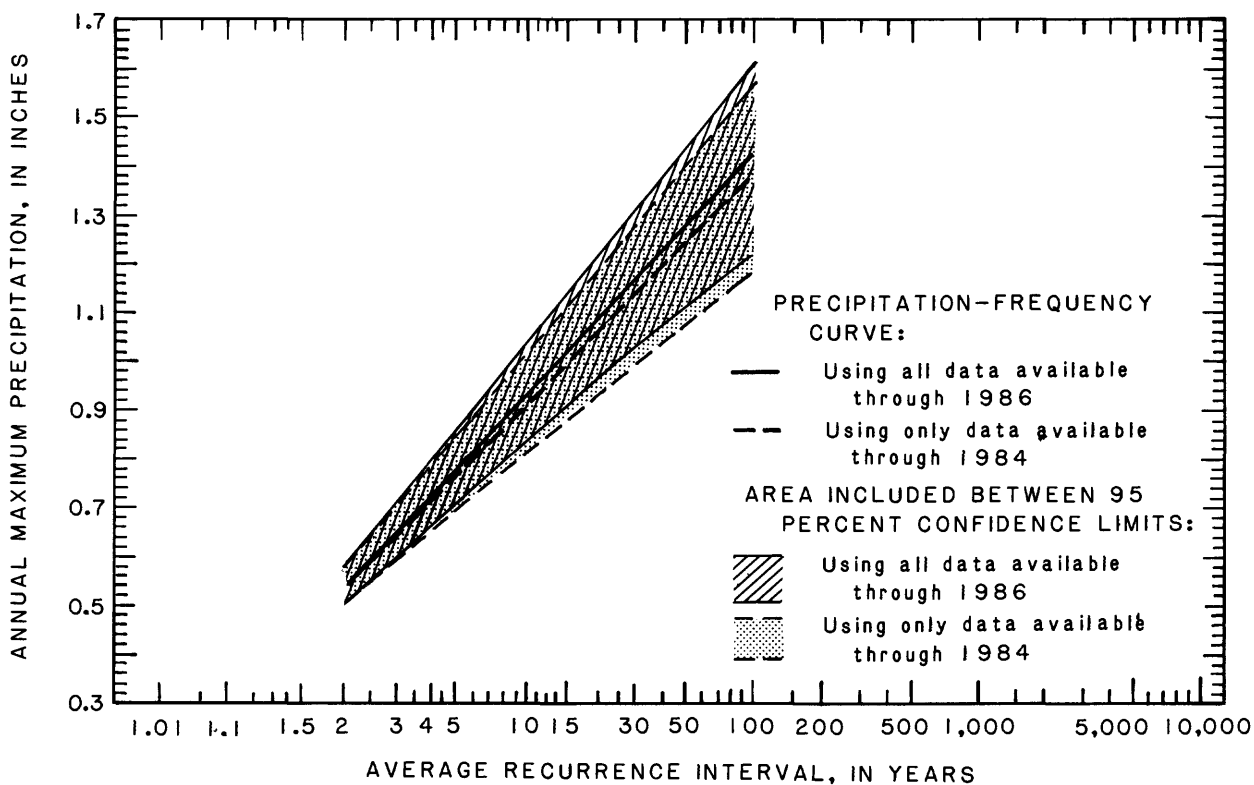 ANNUAL MAXIMUM PRECIPITATION, IN INCHES
1.7
1.5
1.3
1.1
0.9
0.7
0.5
0.3
PRECIPITATION-FREQUENCY
CURVE:
Using all data available
through 1986
Using only data available
through 1984
AREA INCLUDED BETWEEN 95
PERCENT CONFIDENCE LIMITS:
Using all data available
through 1986
Using only data available
through 1984
1.01 1.1 1.5 2 3 4 5 10 15 30 50 100 200 500 1,000 5,000 10,000
AVERAGE RECURRENCE INTERVAL, IN YEARS